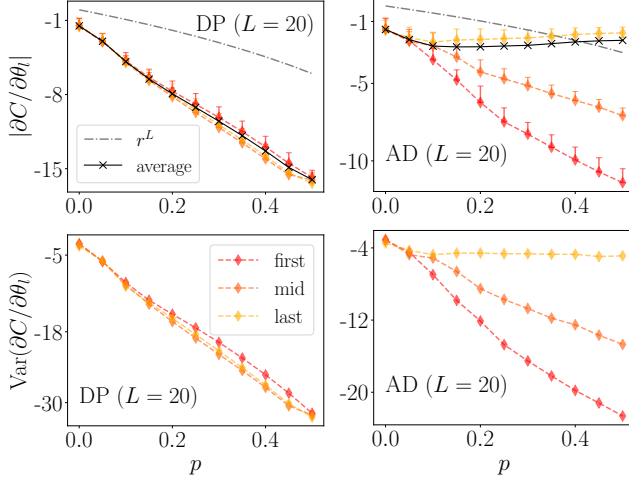 DP (L = 20)
-1
-8
-15
|∂C/∂θ_l|
r^L
average
0.0
0.2
0.4
-1
-5
-10
AD (L = 20)
0.0
0.2
0.4
-5
-18
-30
Var(∂C/∂θ_l)
first
mid
last
DP (L = 20)
0.0
0.2
0.4
p
-4
-12
-20
AD (L = 20)
0.0
0.2
0.4
p